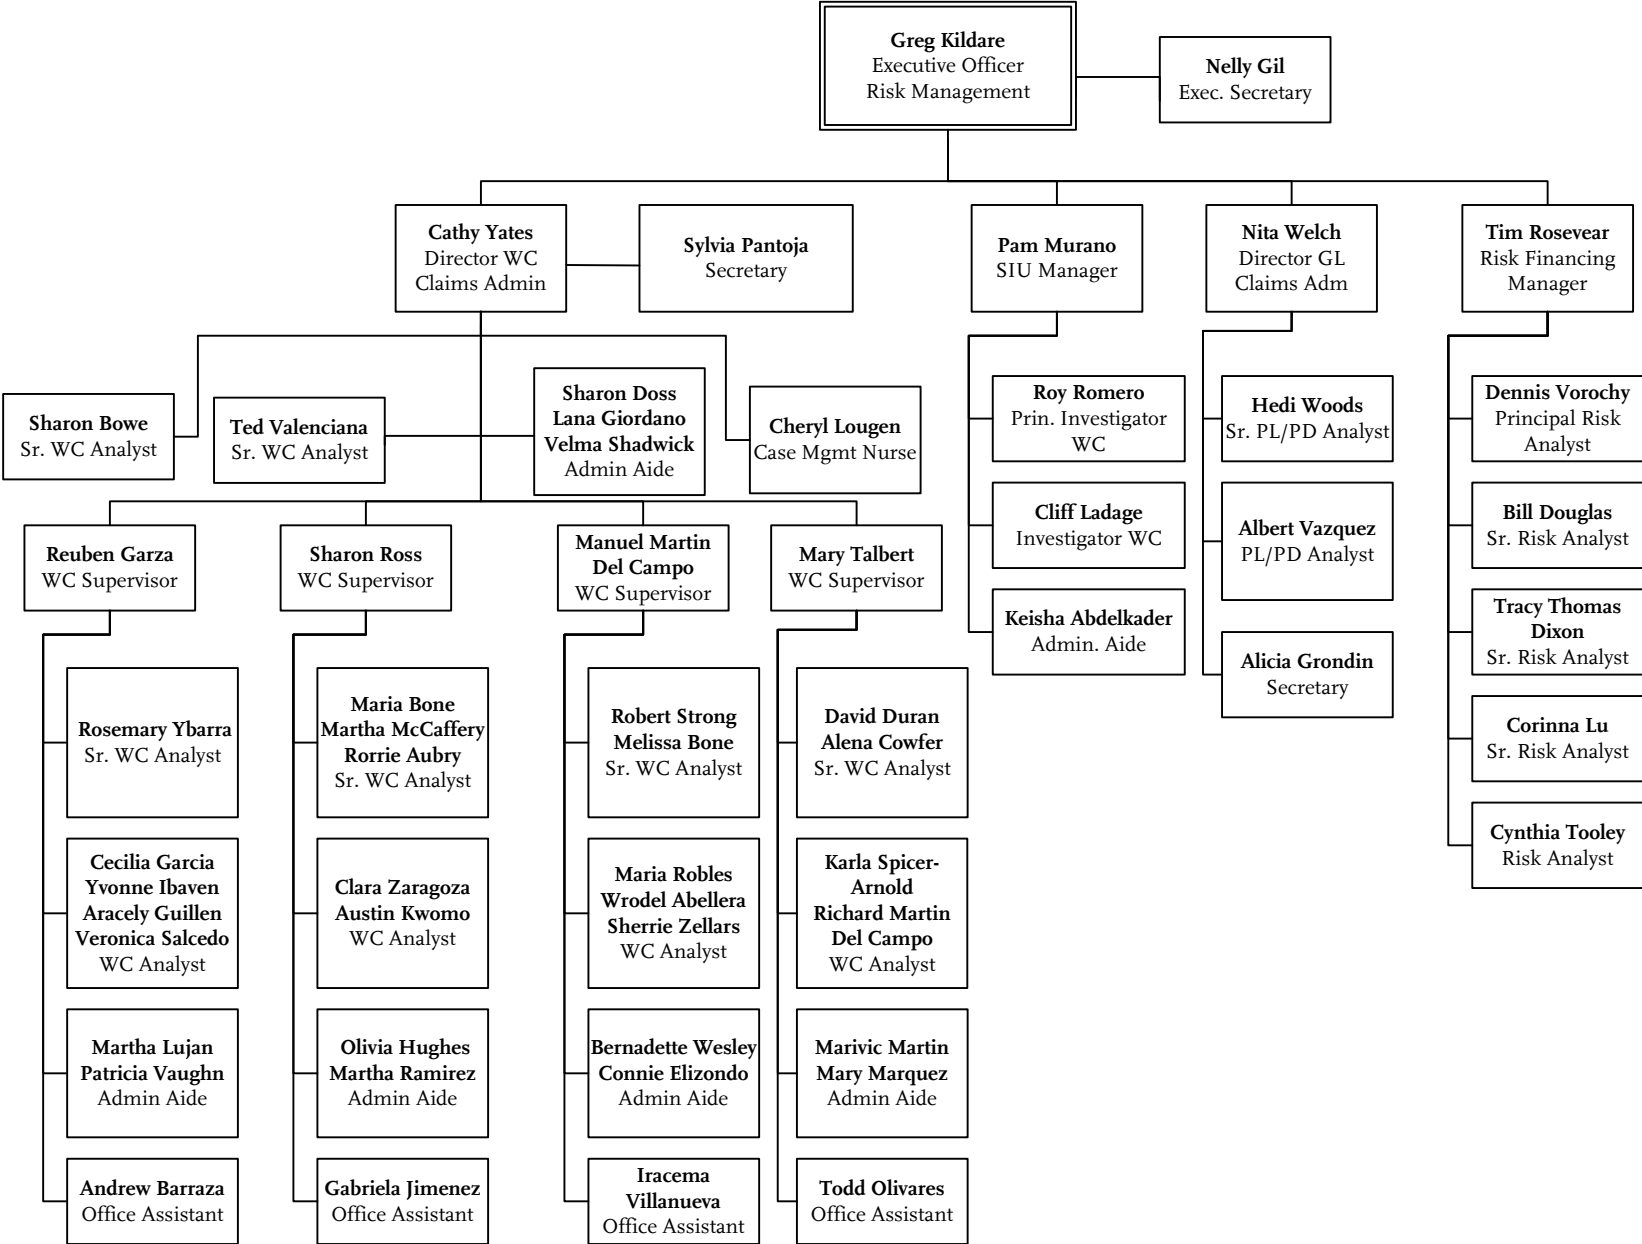 Greg Kildare
Executive Officer
Risk Management
Nelly Gil
Exec. Secretary
Cathy Yates
Director WC
Claims Admin
Sylvia Pantoja
Secretary
Pam Murano
SIU Manager
Nita Welch
Director GL
Claims Adm
Tim Rosevear
Risk Financing
Manager
Sharon Bowe
Sr. WC Analyst
Ted Valenciana
Sr. WC Analyst
Sharon Doss
Lana Giordano
Velma Shadwick
Admin Aide
Cheryl Lougen
Case Mgmt Nurse
Roy Romero
Prin. Investigator
WC
Cliff Ladage
Investigator WC
Keisha Abdelkader
Admin. Aide
Hedi Woods
Sr. PL/PD Analyst
Albert Vazquez
PL/PD Analyst
Alicia Grondin
Secretary
Dennis Vorochy
Principal Risk
Analyst
Bill Douglas
Sr. Risk Analyst
Tracy Thomas
Dixon
Sr. Risk Analyst
Corinna Lu
Sr. Risk Analyst
Cynthia Tooley
Risk Analyst
Reuben Garza
WC Supervisor
Rosemary Ybarra
Sr. WC Analyst
Cecilia Garcia
Yvonne Ibaven
Aracely Guillen
Veronica Salcedo
WC Analyst
Martha Lujan
Patricia Vaughn
Admin Aide
Andrew Barraza
Office Assistant
Sharon Ross
WC Supervisor
Maria Bone
Martha McCaffery
Rorrie Aubry
Sr. WC Analyst
Clara Zaragoza
Austin Kwomo
WC Analyst
Olivia Hughes
Martha Ramirez
Admin Aide
Gabriela Jimenez
Office Assistant
Manuel Martin
Del Campo
WC Supervisor
Robert Strong
Melissa Bone
Sr. WC Analyst
Maria Robles
Wrodel Abellera
Sherrie Zellars
WC Analyst
Bernadette Wesley
Connie Elizondo
Admin Aide
Iracema
Villanueva
Office Assistant
Mary Talbert
WC Supervisor
David Duran
Alena Cowfer
Sr. WC Analyst
Karla Spicer-
Arnold
Richard Martin
Del Campo
WC Analyst
Marivic Martin
Mary Marquez
Admin Aide
Todd Olivares
Office Assistant